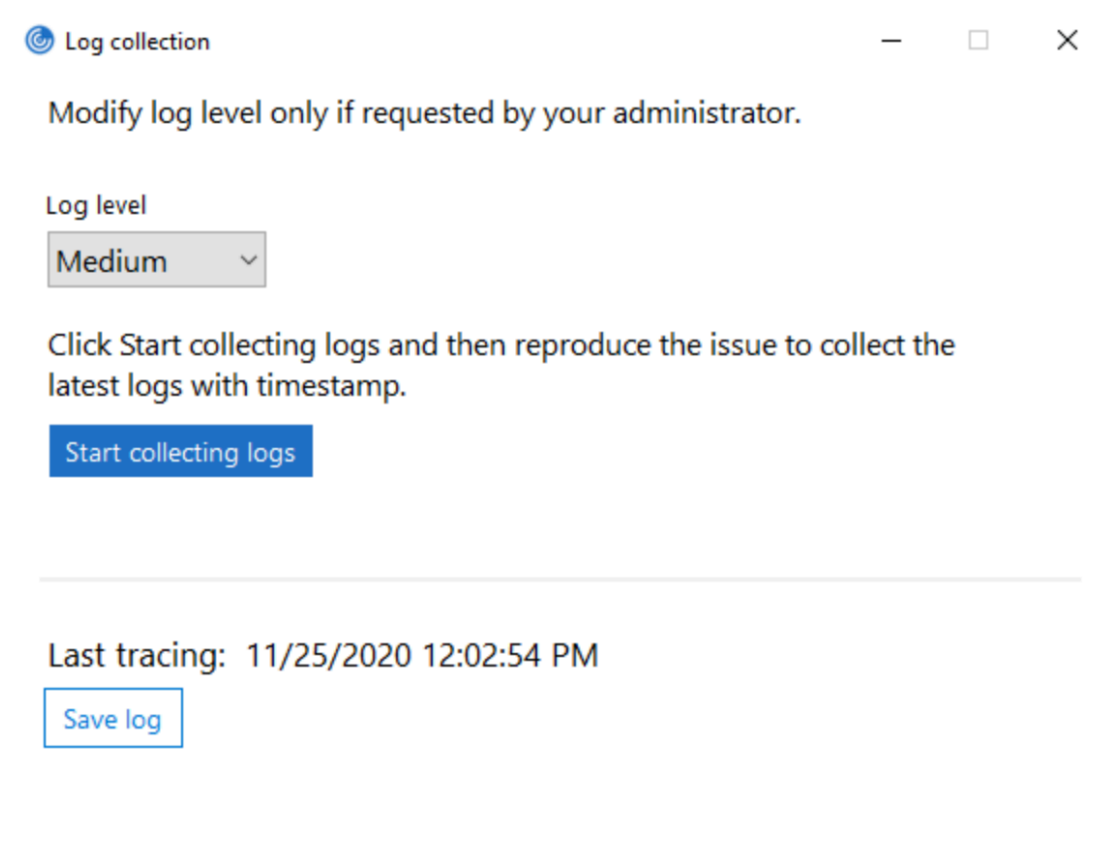 Log collection
Modify log level only if requested by your administrator.
Log level
Medium
Click Start collecting logs and then reproduce the issue to collect the
latest logs with timestamp.
Start collecting logs
Last tracing: 11/25/2020 12:02:54 PM
Save log